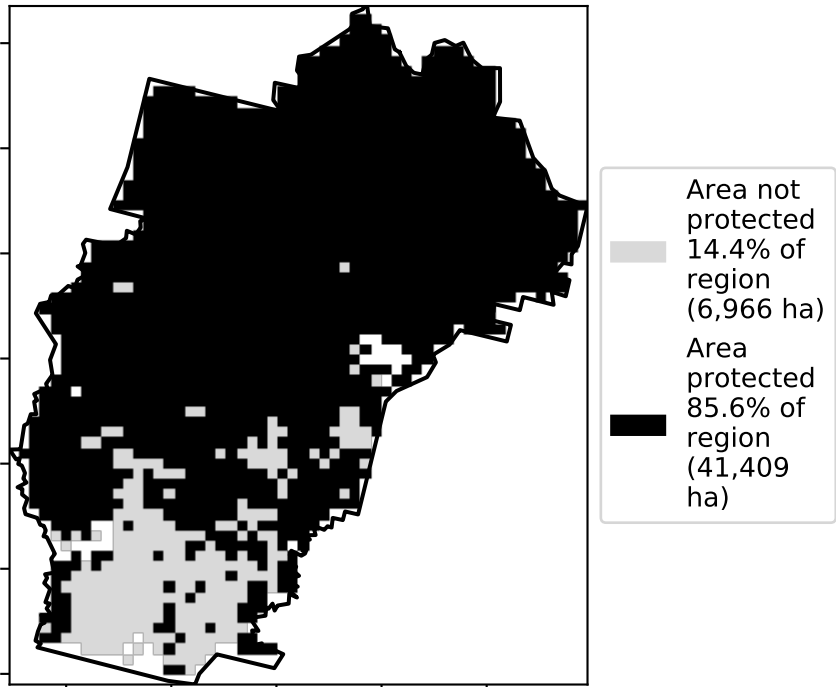 Area not
protected
14.4% of
region
(6,966 ha)
Area
protected
85.6% of
region
(41,409
ha)